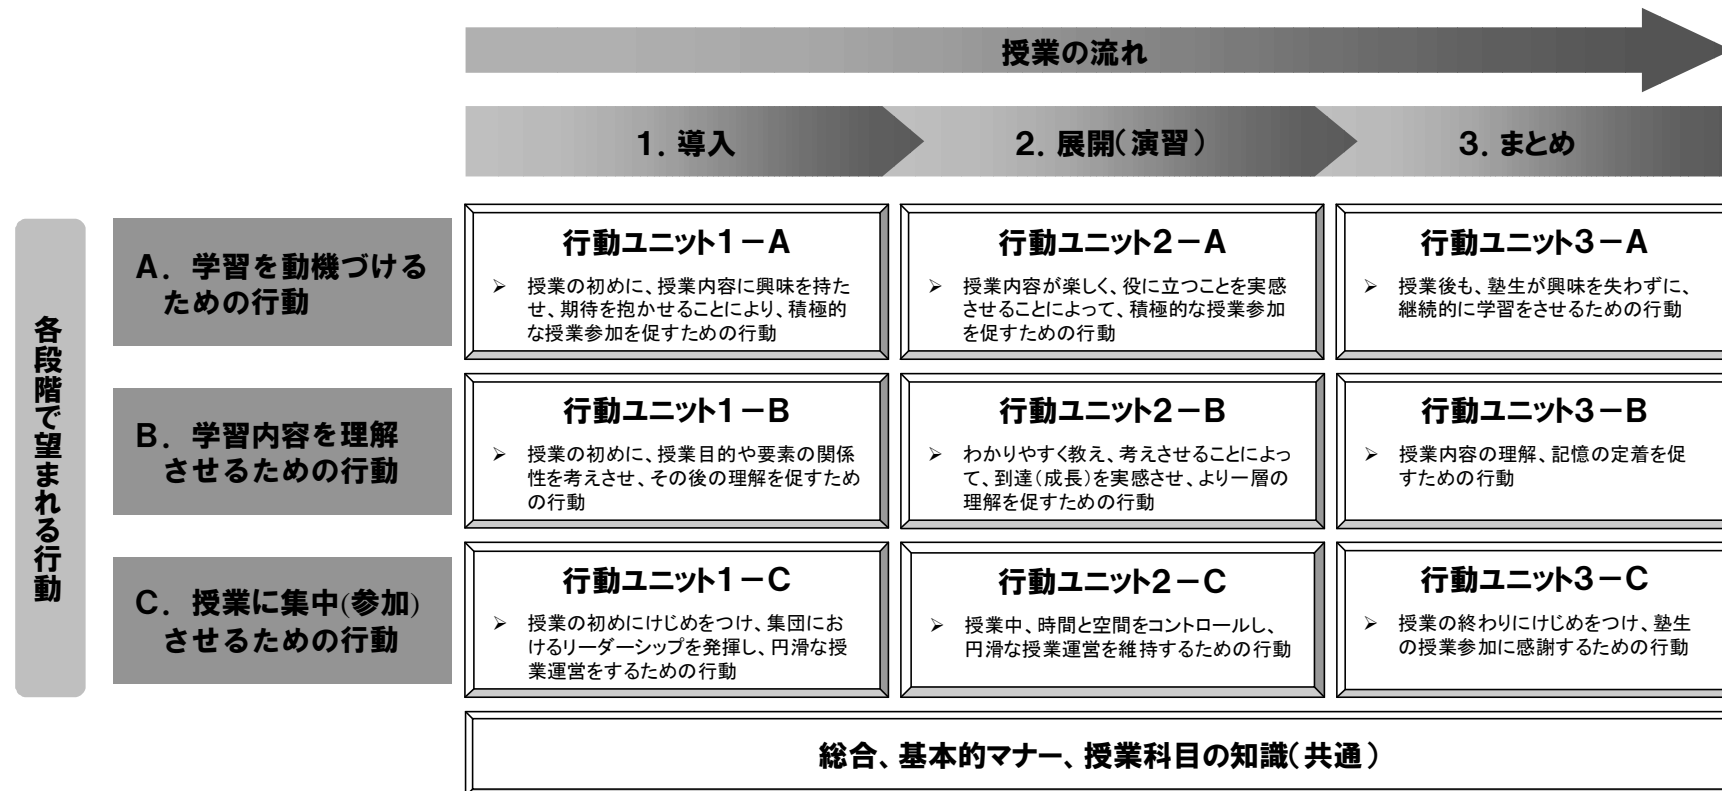 授業の流れ
1. 導入
2. 展開(演習)
3. まとめ
各段階で望まれる行動
A. 学習を動機づける
ための行動
行動ユニット1-A
➢ 授業の初めに、授業内容に興味を持た
せ、期待を抱かせることにより、積極的
な授業参加を促すための行動
行動ユニット2-A
➢ 授業内容が楽しく、役に立つことを実感
させることによって、積極的な授業参加
を促すための行動
行動ユニット3-A
➢ 授業後も、塾生が興味を失わずに、
継続的に学習をさせるための行動
B. 学習内容を理解
させるための行動
行動ユニット1-B
➢ 授業の初めに、授業目的や要素の関係
性を考えさせ、その後の理解を促すため
の行動
行動ユニット2-B
➢ わかりやすく教え、考えさせることによっ
て、到達(成長)を実感させ、より一層の
理解を促すための行動
行動ユニット3-B
➢ 授業内容の理解、記憶の定着を促
すための行動
C. 授業に集中(参加)
させるための行動
行動ユニット1-C
➢ 授業の初めにけじめをつけ、集団にお
けるリーダーシップを発揮し、円滑な授
業運営をするための行動
行動ユニット2-C
➢ 授業中、時間と空間をコントロールし、
円滑な授業運営を維持するための行動
行動ユニット3-C
➢ 授業の終わりにけじめをつけ、塾生
の授業参加に感謝するための行動
総合、基本的マナー、授業科目の知識(共通)